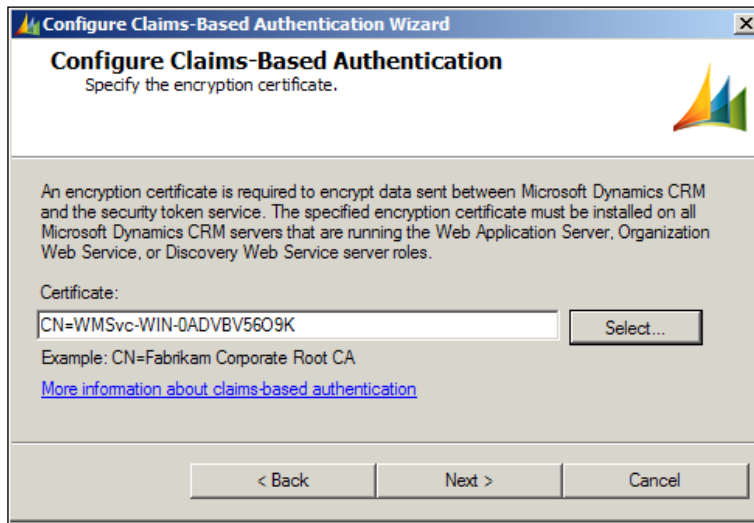 Configure Claims-Based Authentication Wizard
Configure Claims-Based Authentication
Specify the encryption certificate.
An encryption certificate is required to encrypt data sent between Microsoft Dynamics CRM
and the security token service. The specified encryption certificate must be installed on all
Microsoft Dynamics CRM servers that are running the Web Application Server, Organization
Web Service, or Discovery Web Service server roles.
Certificate:
CN=WMSvc-WIN-0ADVBV56O9K
Select...
Example: CN=Fabrikam Corporate Root CA
More information about claims-based authentication
< Back
Next >
Cancel